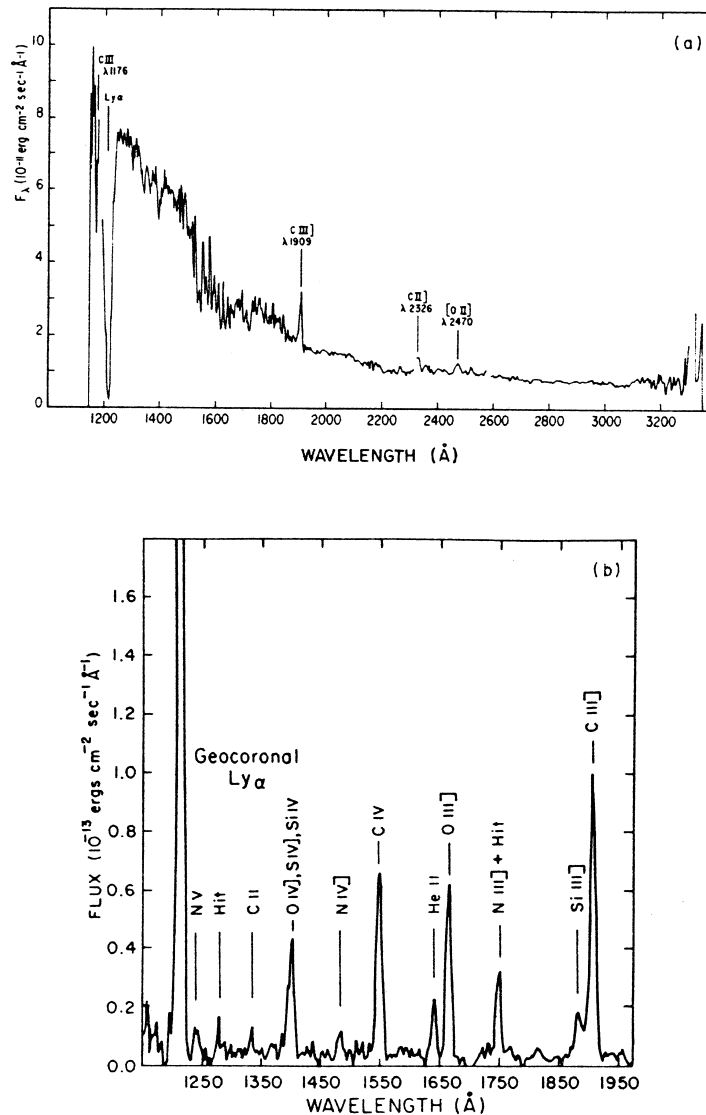 (a)
10
8
6
4
2
0
F_λ (10⁻¹¹ erg cm⁻² sec⁻¹ Å⁻¹)
C III
λ1176
Lyα
C III]
λ1909
C II]
λ2326
[O II]
λ2470
1000 1200 1400 1600 1800 2000 2200 2400 2600 2800 3000 3200
WAVELENGTH (Å)
(b)
1.6
1.4
1.2
1.0
0.8
0.6
0.4
0.2
0.0
FLUX (10⁻¹³ ergs cm⁻² sec⁻¹ Å⁻¹)
Geocoronal
Ly α
N V
Hit
C II
O IV], S IV], Si IV
N IV]
C IV
He II
O III]
N III] + Hit
Si III]
C III]
1250 1350 1450 1550 1650 1750 1850 1950
WAVELENGTH (Å)